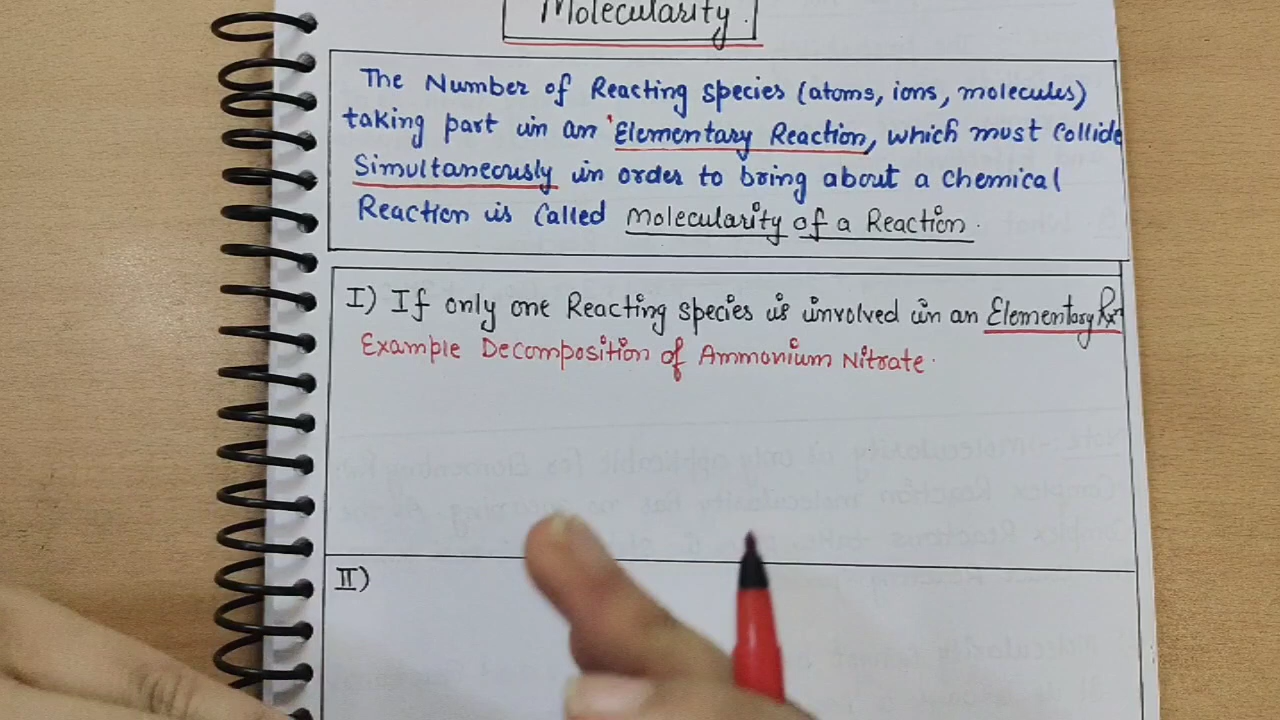 Molecularity.
The Number of Reacting species (atoms, ions, molecules)
taking part in an 'Elementary Reaction, which must collide
Simultaneously in order to bring about a chemical
Reaction is called Molecularity of a Reaction.
I) If only one Reacting species is involved in an Elementary Rxn
Example Decomposition of Ammonium Nitrate.
II)